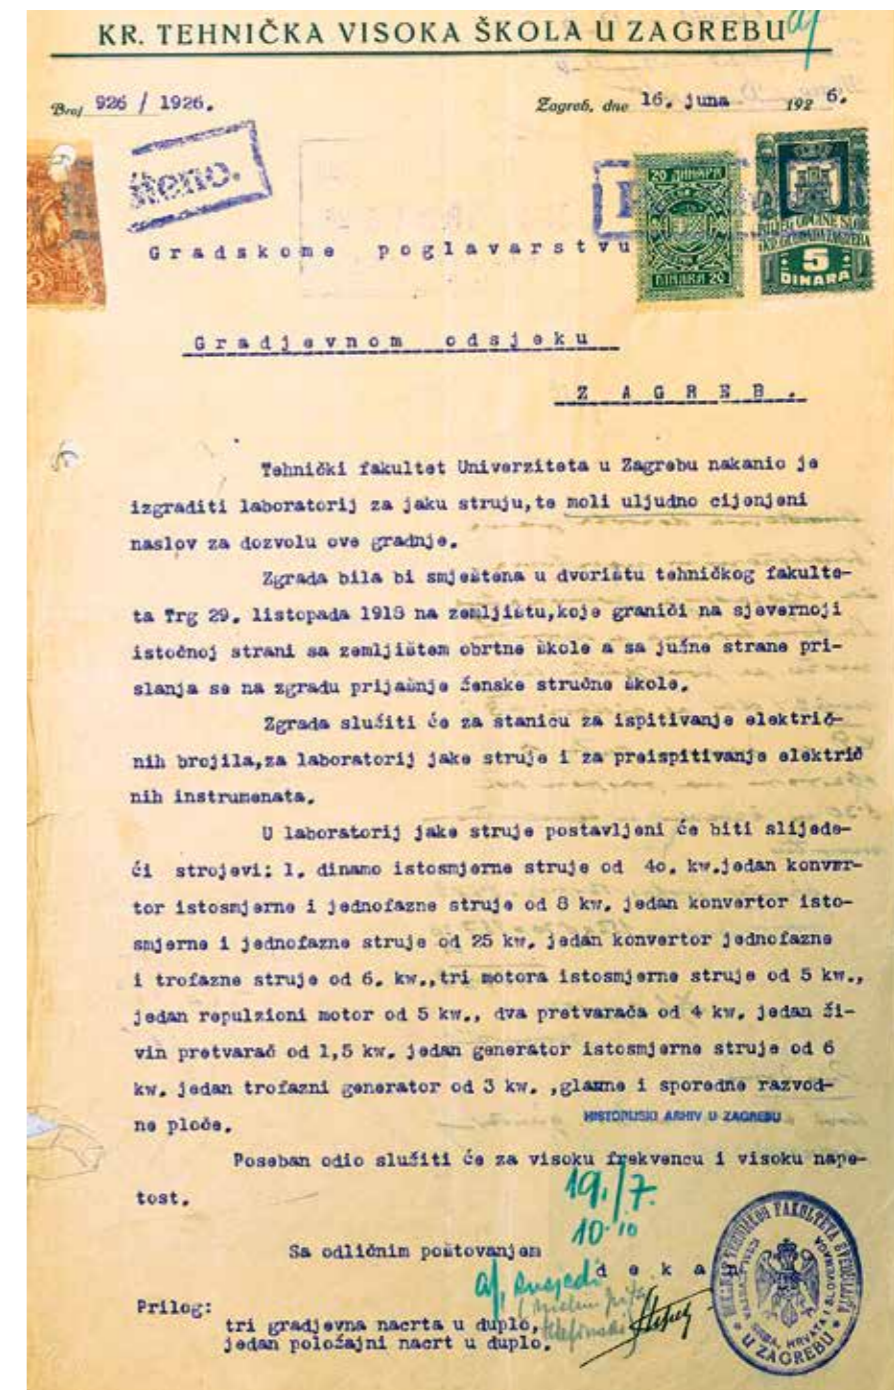 KR. TEHNIČKA VISOKA ŠKOLA U ZAGREBU
Broj 926 / 1926.
Zagreb, dne 16. juna 1926.
šteno.
20 ДИНАРА
DINARA 20
5
DINARA
Gradskome poglavarstvu
Gradjevnom odsjeku
ZAGREB.
Tehnički fakultet Univerziteta u Zagrebu nakanio je
izgraditi laboratorij za jaku struju,te moli uljudno cijenjeni
naslov za dozvolu ove gradnje.
Zgrada bila bi smještena u dvorištu tehničkog fakulte-
ta Trg 29. listopada 1918 na zemljištu,koje graniči na sjevernoji
istočnoj strani sa zemljištem obrtne škole a sa južne strane pri-
slanja se na zgradu prijašnje ženske stručne škole.
Zgrada služiti će za stanicu za ispitivanje električ-
nih brojila,za laboratorij jake struje i za preispitivanje električ
nih instrumenata.
U laboratorij jake struje postavljeni će biti slijede-
ći strojevi: 1. dinamo istosmjerne struje od 4o. kw.jedan konver-
tor istosmjerne i jednofazne struje od 8 kw. jedan konvertor isto-
smjerne i jednofazne struje od 25 kw. jedan konvertor jednofazne
i trofazne struje od 6. kw.,tri motora istosmjerne struje od 5 kw.,
jedan repulzioni motor od 5 kw., dva pretvarača od 4 kw. jedan ži-
vin pretvarač od 1,5 kw. jedan generator istosmjerne struje od 6
kw. jedan trofazni generator od 3 kw. ,glavne i sporedne razvod-
ne ploče.
HISTORIJSKI ARHIV U ZAGREBU
Poseban odio služiti će za visoku frekvencu i visoku nape-
tost.
19./7.
10·10
Sa odličnim poštovanjem
dekan
Prilog:
tri gradjevna nacrta u duplo,
jedan položajni nacrt u duplo.
U ZAGREBU